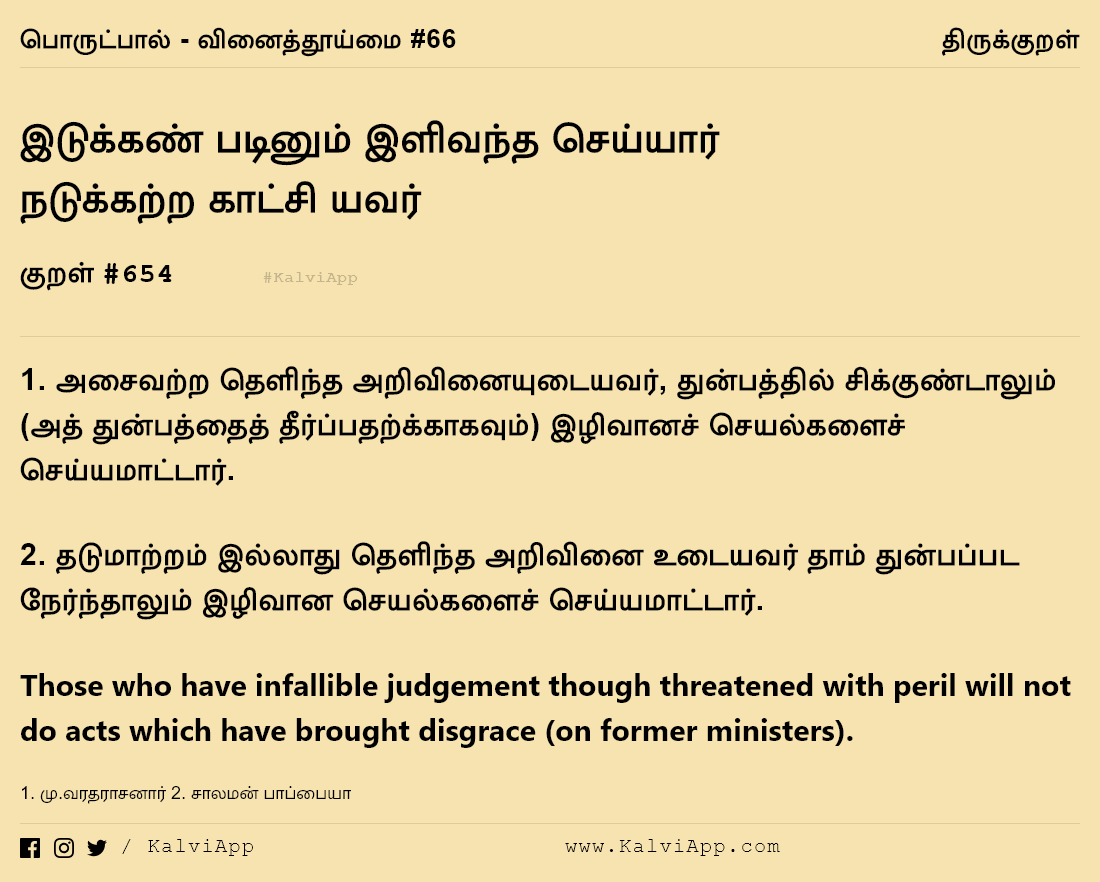 பொருட்பால் - வினைத்தூய்மை #66 திருக்குறள்
இடுக்கண் படினும் இளிவந்த செய்யார்
நடுக்கற்ற காட்சி யவர்
குறள் #654 #KalviApp
1. அசைவற்ற தெளிந்த அறிவினையுடையவர், துன்பத்தில் சிக்குண்டாலும்
(அத் துன்பத்தைத் தீர்ப்பதற்க்காகவும்) இழிவானச் செயல்களைச்
செய்யமாட்டார்.
2. தடுமாற்றம் இல்லாது தெளிந்த அறிவினை உடையவர் தாம் துன்பப்பட
நேர்ந்தாலும் இழிவான செயல்களைச் செய்யமாட்டார்.
Those who have infallible judgement though threatened with peril will not
do acts which have brought disgrace (on former ministers).
1. மு.வரதராசனார் 2. சாலமன் பாப்பையா
/ KalviApp www.KalviApp.com